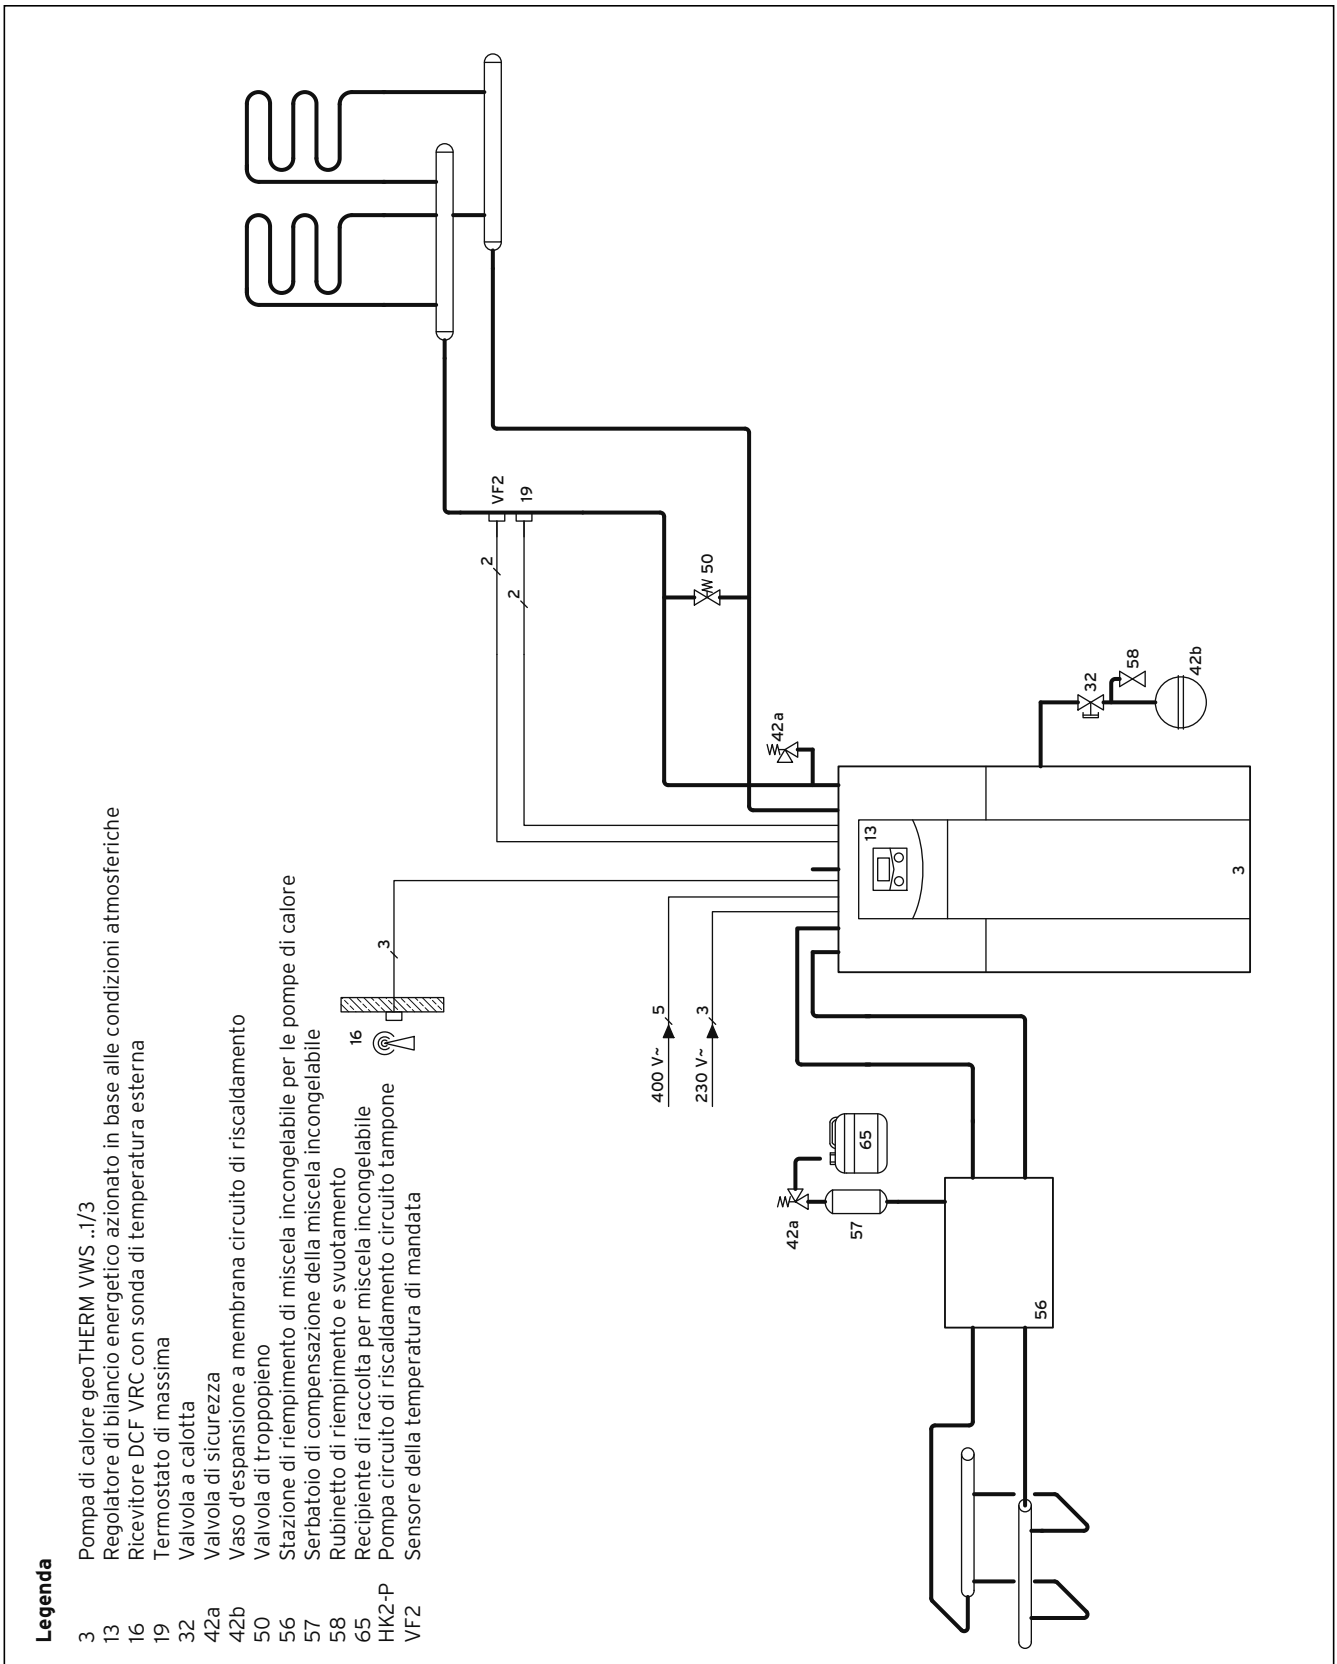 Legenda
3 Pompa di calore geoTHERM VWS ..1/3
13 Regolatore di bilancio energetico azionato in base alle condizioni atmosferiche
16 Ricevitore DCF VRC con sonda di temperatura esterna
19 Termostato di massima
32 Valvola a calotta
42a Valvola di sicurezza
42b Vaso d'espansione a membrana circuito di riscaldamento
50 Valvola di troppopieno
56 Stazione di riempimento di miscela incongelabile per le pompe di calore
57 Serbatoio di compensazione della miscela incongelabile
58 Rubinetto di riempimento e svuotamento
65 Recipiente di raccolta per miscela incongelabile
HK2-P Pompa circuito di riscaldamento circuito tampone
VF2 Sensore della temperatura di mandata
VF2
19
2
2
50
42a
32
58
42b
13
3
16
3
400 V~
5
230 V~
3
42a
57
65
56